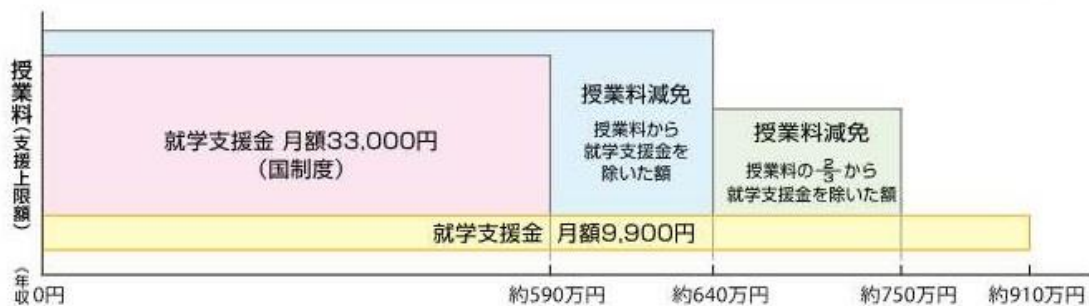 授業料（支援上限額）
就学支援金 月額33,000円
（国制度）
授業料減免
授業料から
就学支援金を
除いた額
授業料減免
授業料の2/3から
就学支援金を除いた額
就学支援金 月額9,900円
（年収）
0円
約590万円
約640万円
約750万円
約910万円